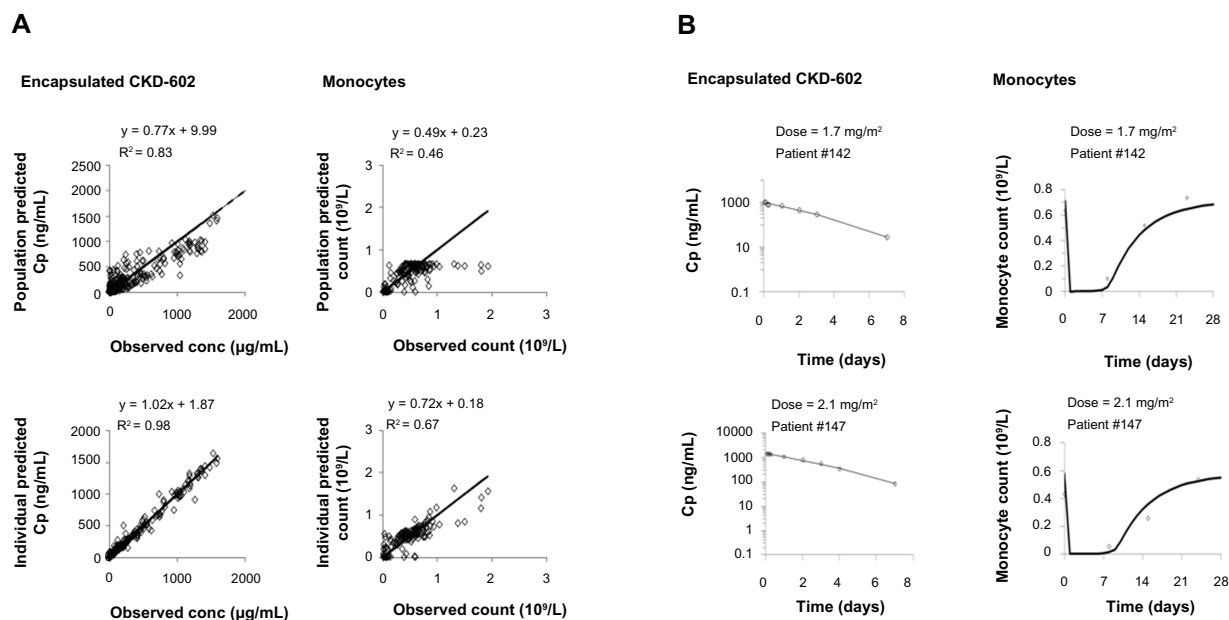 A
Encapsulated CKD-602
Monocytes
y = 0.77x + 9.99
R² = 0.83
Population predicted
Cp (ng/mL)
2500
2000
1500
1000
500
0
0
1000
2000
Observed conc (µg/mL)
y = 0.49x + 0.23
R² = 0.46
Population predicted
count (10⁹/L)
3
2
1
0
0
1
2
3
Observed count (10⁹/L)
y = 1.02x + 1.87
R² = 0.98
Individual predicted
Cp (ng/mL)
2500
2000
1500
1000
500
0
0
1000
2000
Observed conc (µg/mL)
y = 0.72x + 0.18
R² = 0.67
Individual predicted
count (10⁹/L)
3
2
1
0
0
1
2
3
Observed count (10⁹/L)
B
Encapsulated CKD-602
Monocytes
Dose = 1.7 mg/m²
Patient #142
Cp (ng/mL)
1000
10
0.1
0
2
4
6
8
Time (days)
Dose = 1.7 mg/m²
Patient #142
Monocyte count (10⁹/L)
0.8
0.6
0.4
0.2
0
0
7
14
21
28
Time (days)
Dose = 2.1 mg/m²
Patient #147
Cp (ng/mL)
10000
1000
100
10
1
0.1
0
2
4
6
8
Time (days)
Dose = 2.1 mg/m²
Patient #147
Monocyte count (10⁹/L)
0.8
0.6
0.4
0.2
0
0
7
14
21
28
Time (days)